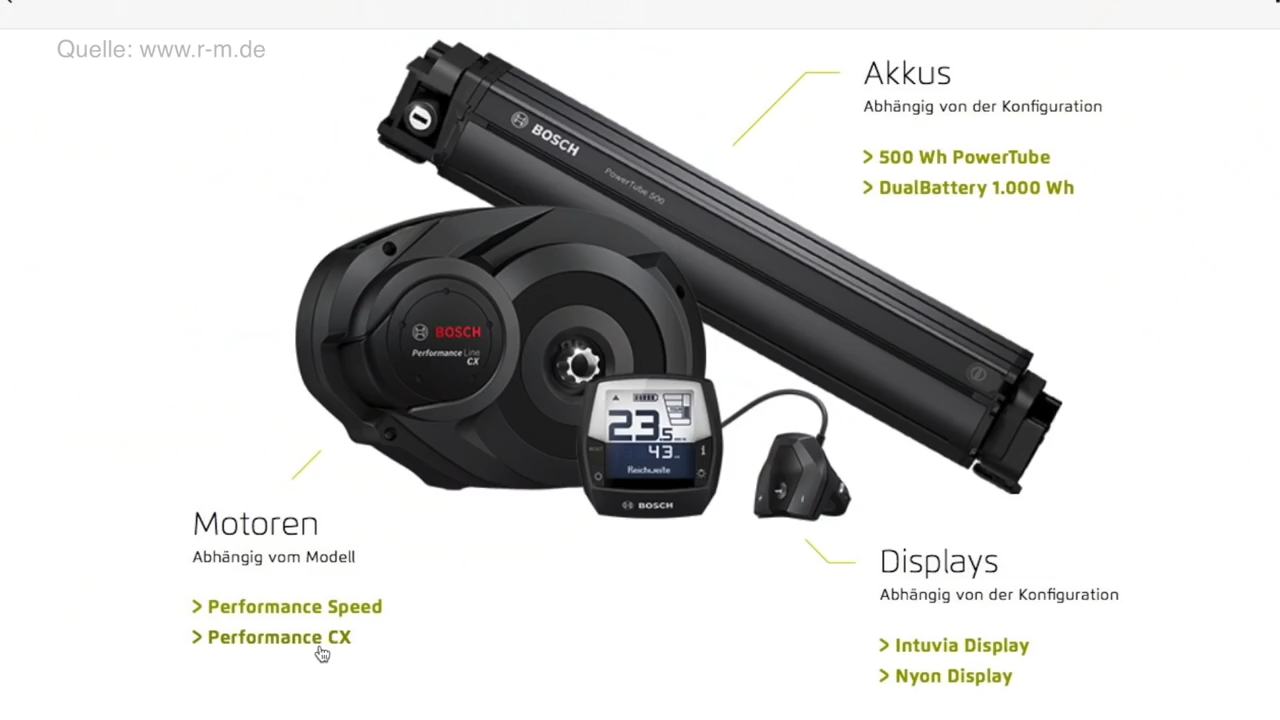 Quelle: www.r-m.de
Akkus
Abhängig von der Konfiguration
> 500 Wh PowerTube
> DualBattery 1.000 Wh
BOSCH
PowerTube 500
BOSCH
Performance Line
CX
23.5
43
Reichweite
BOSCH
Motoren
Abhängig vom Modell
> Performance Speed
> Performance CX
Displays
Abhängig von der Konfiguration
> Intuvia Display
> Nyon Display